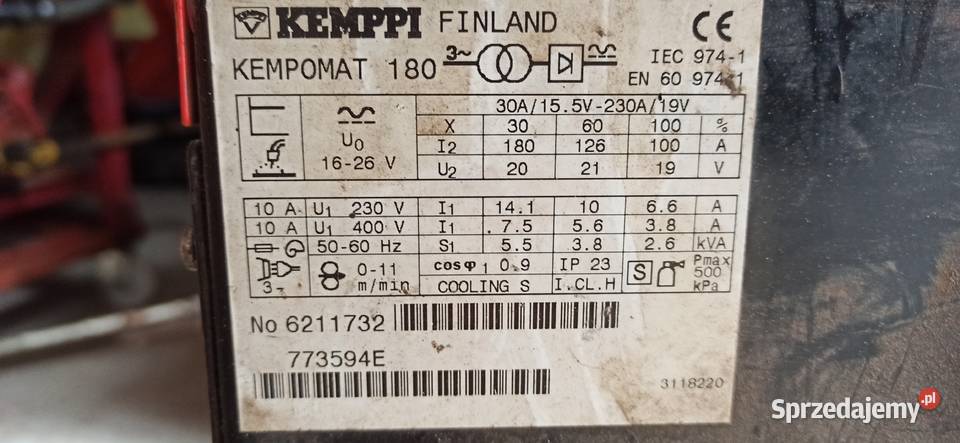 KEMPPI FINLAND
CE
KEMPOMAT 180 3~
IEC 974-1
EN 60 974-1
30A/15.5V-230A/19V
U0
16-26 V
X 30 60 100 %
I2 180 126 100 A
U2 20 21 19 V
10 A U1 230 V I1 14.1 10 6.6 A
10 A U1 400 V I1 7.5 5.6 3.8 A
50-60 Hz S1 5.5 3.8 2.6 kVA
3~ 0-11 m/min cosφ1 0.9 IP 23 S Pmax 500 kPa
COOLING S I.CL.H
No 6211732
773594E
3118220
Sprzedajemy.pl